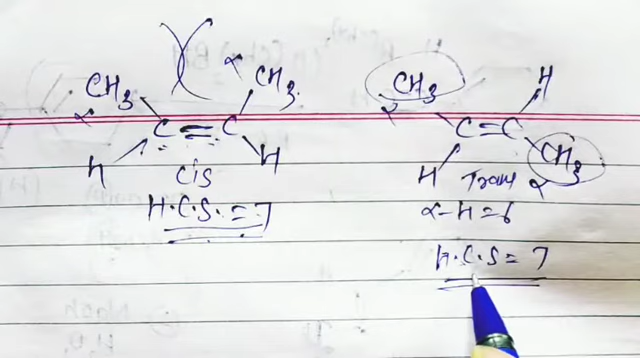 CH3 α CH3
α C=C
H H
cis
H.C.S. = 7
CH3 H
α C=C
H CH3
Trans α
α-H = 6
H.C.S = 7